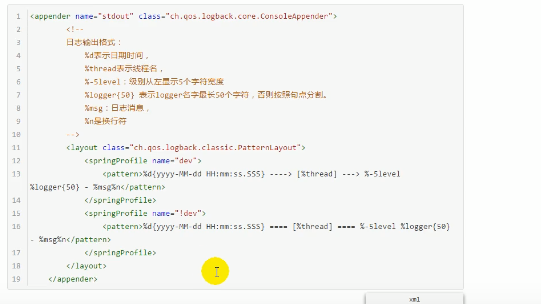 1 <appender name="stdout" class="ch.qos.logback.core.ConsoleAppender">
2 <!--
3 日志输出格式：
4 %d表示日期时间，
5 %thread表示线程名，
6 %-5level：级别从左显示5个字符宽度
7 %logger{50} 表示logger名字最长50个字符，否则按照句点分割。
8 %msg：日志消息，
9 %n是换行符
10 -->
11 <layout class="ch.qos.logback.classic.PatternLayout">
12 <springProfile name="dev">
13 <pattern>%d{yyyy-MM-dd HH:mm:ss.SSS} ----> [%thread] ---> %-5level
%logger{50} - %msg%n</pattern>
14 </springProfile>
15 <springProfile name="!dev">
16 <pattern>%d{yyyy-MM-dd HH:mm:ss.SSS} ==== [%thread] ==== %-5level %logger{50}
- %msg%n</pattern>
17 </springProfile>
18 </layout>
19 </appender>
xml